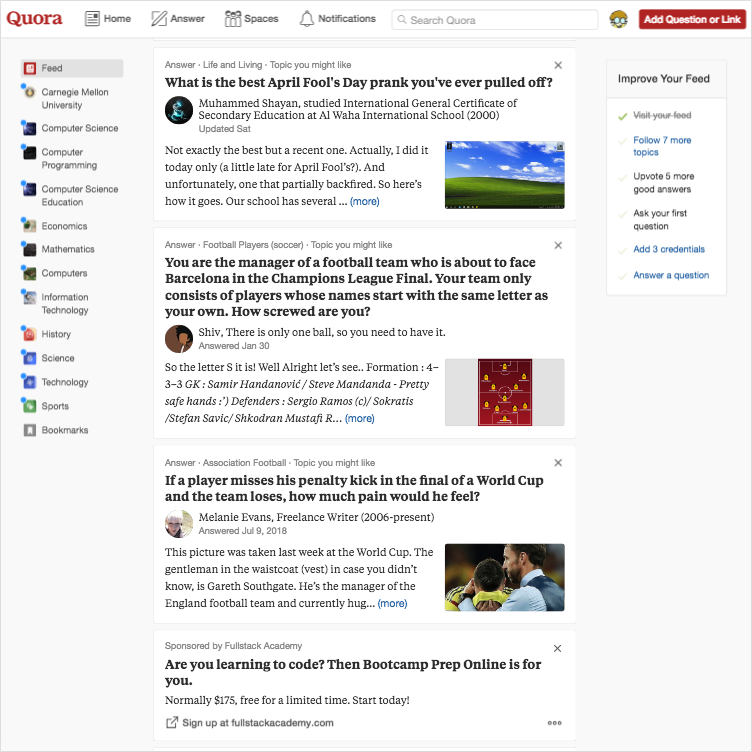 Quora
Home
Answer
Spaces
Notifications
Search Quora
Add Question or Link
Feed
Carnegie Mellon
University
Computer Science
Computer
Programming
Computer Science
Education
Economics
Mathematics
Computers
Information
Technology
History
Science
Technology
Sports
Bookmarks
Answer · Life and Living · Topic you might like
What is the best April Fool's Day prank you've ever pulled off?
Muhammed Shayan, studied International General Certificate of
Secondary Education at Al Waha International School (2000)
Updated Sat
Not exactly the best but a recent one. Actually, I did it
today only (a little late for April Fool’s?). And
unfortunately, one that partially backfired. So here’s
how it goes. Our school has several ... (more)
Answer · Football Players (soccer) · Topic you might like
You are the manager of a football team who is about to face
Barcelona in the Champions League Final. Your team only
consists of players whose names start with the same letter as
your own. How screwed are you?
Shiv, There is only one ball, so you need to have it.
Answered Jan 30
So the letter S it is! Well Alright let’s see.. Formation : 4–
3–3 GK : Samir Handanović / Steve Mandanda - Pretty
safe hands :’) Defenders : Sergio Ramos (c)/ Sokratis
/Stefan Savic/ Shkodran Mustafi R... (more)
Answer · Association Football · Topic you might like
If a player misses his penalty kick in the final of a World Cup
and the team loses, how much pain would he feel?
Melanie Evans, Freelance Writer (2006-present)
Answered Jul 9, 2018
This picture was taken last week at the World Cup. The
gentleman in the waistcoat (vest) in case you didn’t
know, is Gareth Southgate. He’s the manager of the
England football team and currently hug... (more)
Sponsored by Fullstack Academy
Are you learning to code? Then Bootcamp Prep Online is for
you.
Normally $175, free for a limited time. Start today!
Sign up at fullstackacademy.com
Improve Your Feed
Visit your feed
Follow 7 more
topics
Upvote 5 more
good answers
Ask your first
question
Add 3 credentials
Answer a question